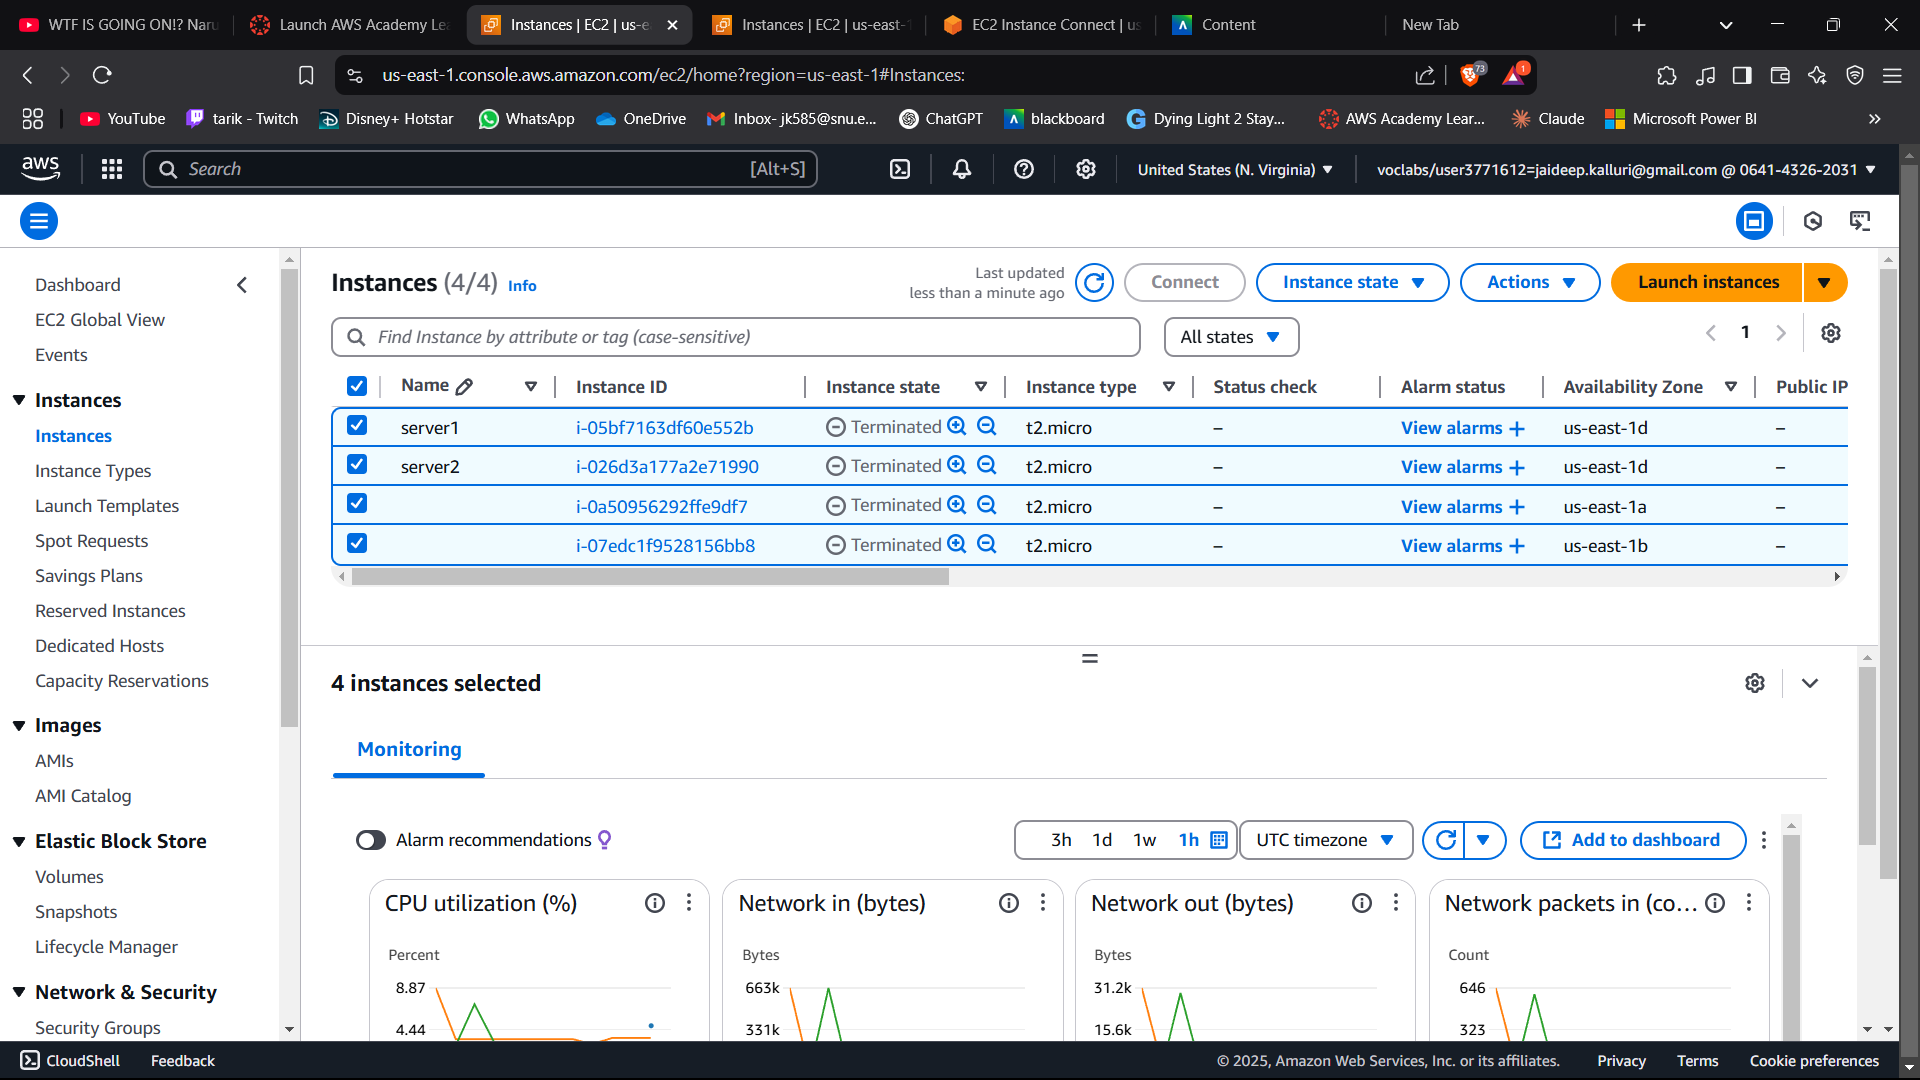 WTF IS GOING ON!? Naru
Launch AWS Academy Le
Instances | EC2 | us-e
Instances | EC2 | us-east-1
EC2 Instance Connect | us
Content
New Tab
us-east-1.console.aws.amazon.com/ec2/home?region=us-east-1#Instances:
73
1
YouTube
tarik - Twitch
Disney+ Hotstar
WhatsApp
OneDrive
Inbox- jk585@snu.e...
ChatGPT
blackboard
Dying Light 2 Stay...
AWS Academy Lear...
Claude
Microsoft Power BI
aws
Search
[Alt+S]
United States (N. Virginia)
voclabs/user3771612=jaideep.kalluri@gmail.com @ 0641-4326-2031
Dashboard
EC2 Global View
Events
Instances
Instances
Instance Types
Launch Templates
Spot Requests
Savings Plans
Reserved Instances
Dedicated Hosts
Capacity Reservations
Images
AMIs
AMI Catalog
Elastic Block Store
Volumes
Snapshots
Lifecycle Manager
Network & Security
Security Groups
Instances (4/4) Info
Last updated
less than a minute ago
Connect
Instance state
Actions
Launch instances
Find Instance by attribute or tag (case-sensitive)
All states
1
Name Instance ID Instance state Instance type Status check Alarm status Availability Zone Public IP
server1 i-05bf7163df60e552b Terminated t2.micro – View alarms + us-east-1d –
server2 i-026d3a177a2e71990 Terminated t2.micro – View alarms + us-east-1d –
i-0a50956292ffe9df7 Terminated t2.micro – View alarms + us-east-1a –
i-07edc1f9528156bb8 Terminated t2.micro – View alarms + us-east-1b –
4 instances selected
Monitoring
Alarm recommendations
3h 1d 1w 1h
UTC timezone
Add to dashboard
CPU utilization (%)
Percent
8.87
4.44
Network in (bytes)
Bytes
663k
331k
Network out (bytes)
Bytes
31.2k
15.6k
Network packets in (co...
Count
646
323
CloudShell
Feedback
© 2025, Amazon Web Services, Inc. or its affiliates.
Privacy
Terms
Cookie preferences